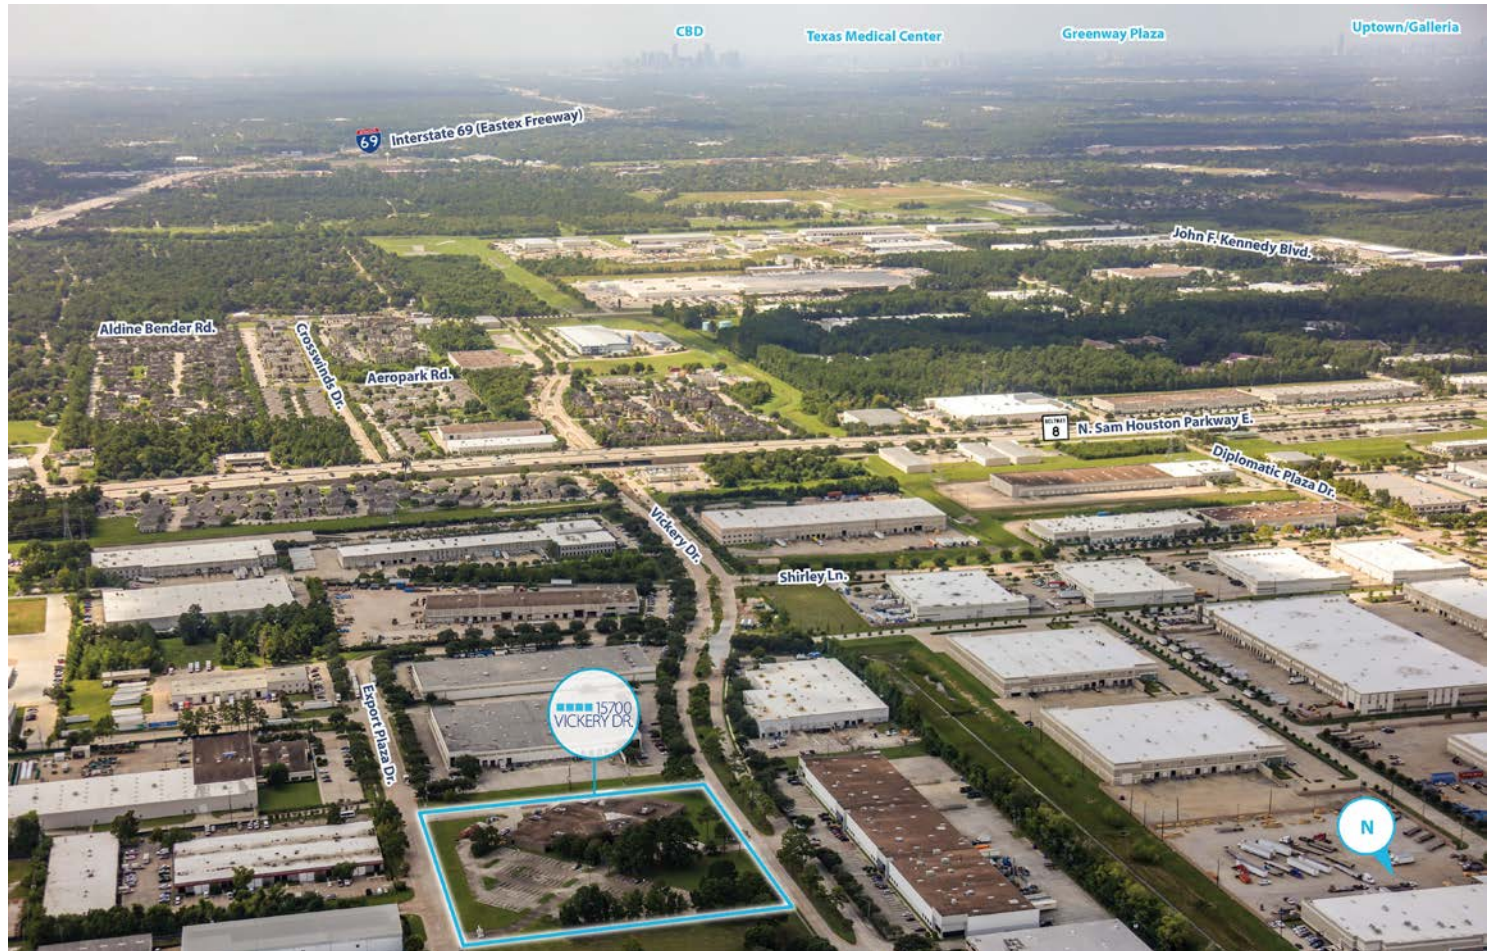 CBD
Texas Medical Center
Greenway Plaza
Uptown/Galleria
69
Interstate 69 (Eastex Freeway)
John F. Kennedy Blvd.
Aldine Bender Rd.
Crosswinds Dr.
Aeropark Rd.
BELTWAY
8
N. Sam Houston Parkway E.
Diplomatic Plaza Dr.
Vickery Dr.
Shirley Ln.
Export Plaza Dr.
15700
VICKERY DR.
N